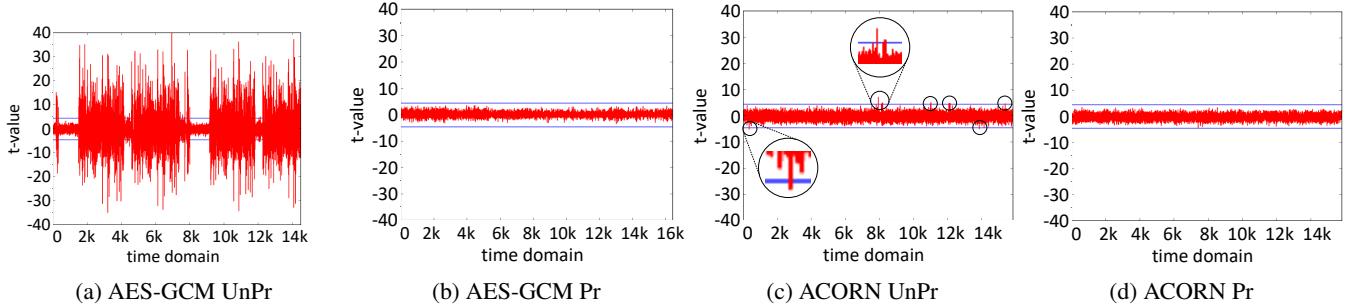 40
30
20
10
0
-10
-20
-30
-40
t-value
0 2k 4k 6k 8k 10k 12k 14k
time domain
(a) AES-GCM UnPr
40
30
20
10
0
-10
-20
-30
-40
t-value
0 2k 4k 6k 8k 10k 12k 14k 16k
time domain
(b) AES-GCM Pr
40
30
20
10
0
-10
-20
-30
-40
t-value
0 2k 4k 6k 8k 10k 12k 14k
time domain
(c) ACORN UnPr
40
30
20
10
0
-10
-20
-30
-40
t-value
0 2k 4k 6k 8k 10k 12k 14k
time domain
(d) ACORN Pr